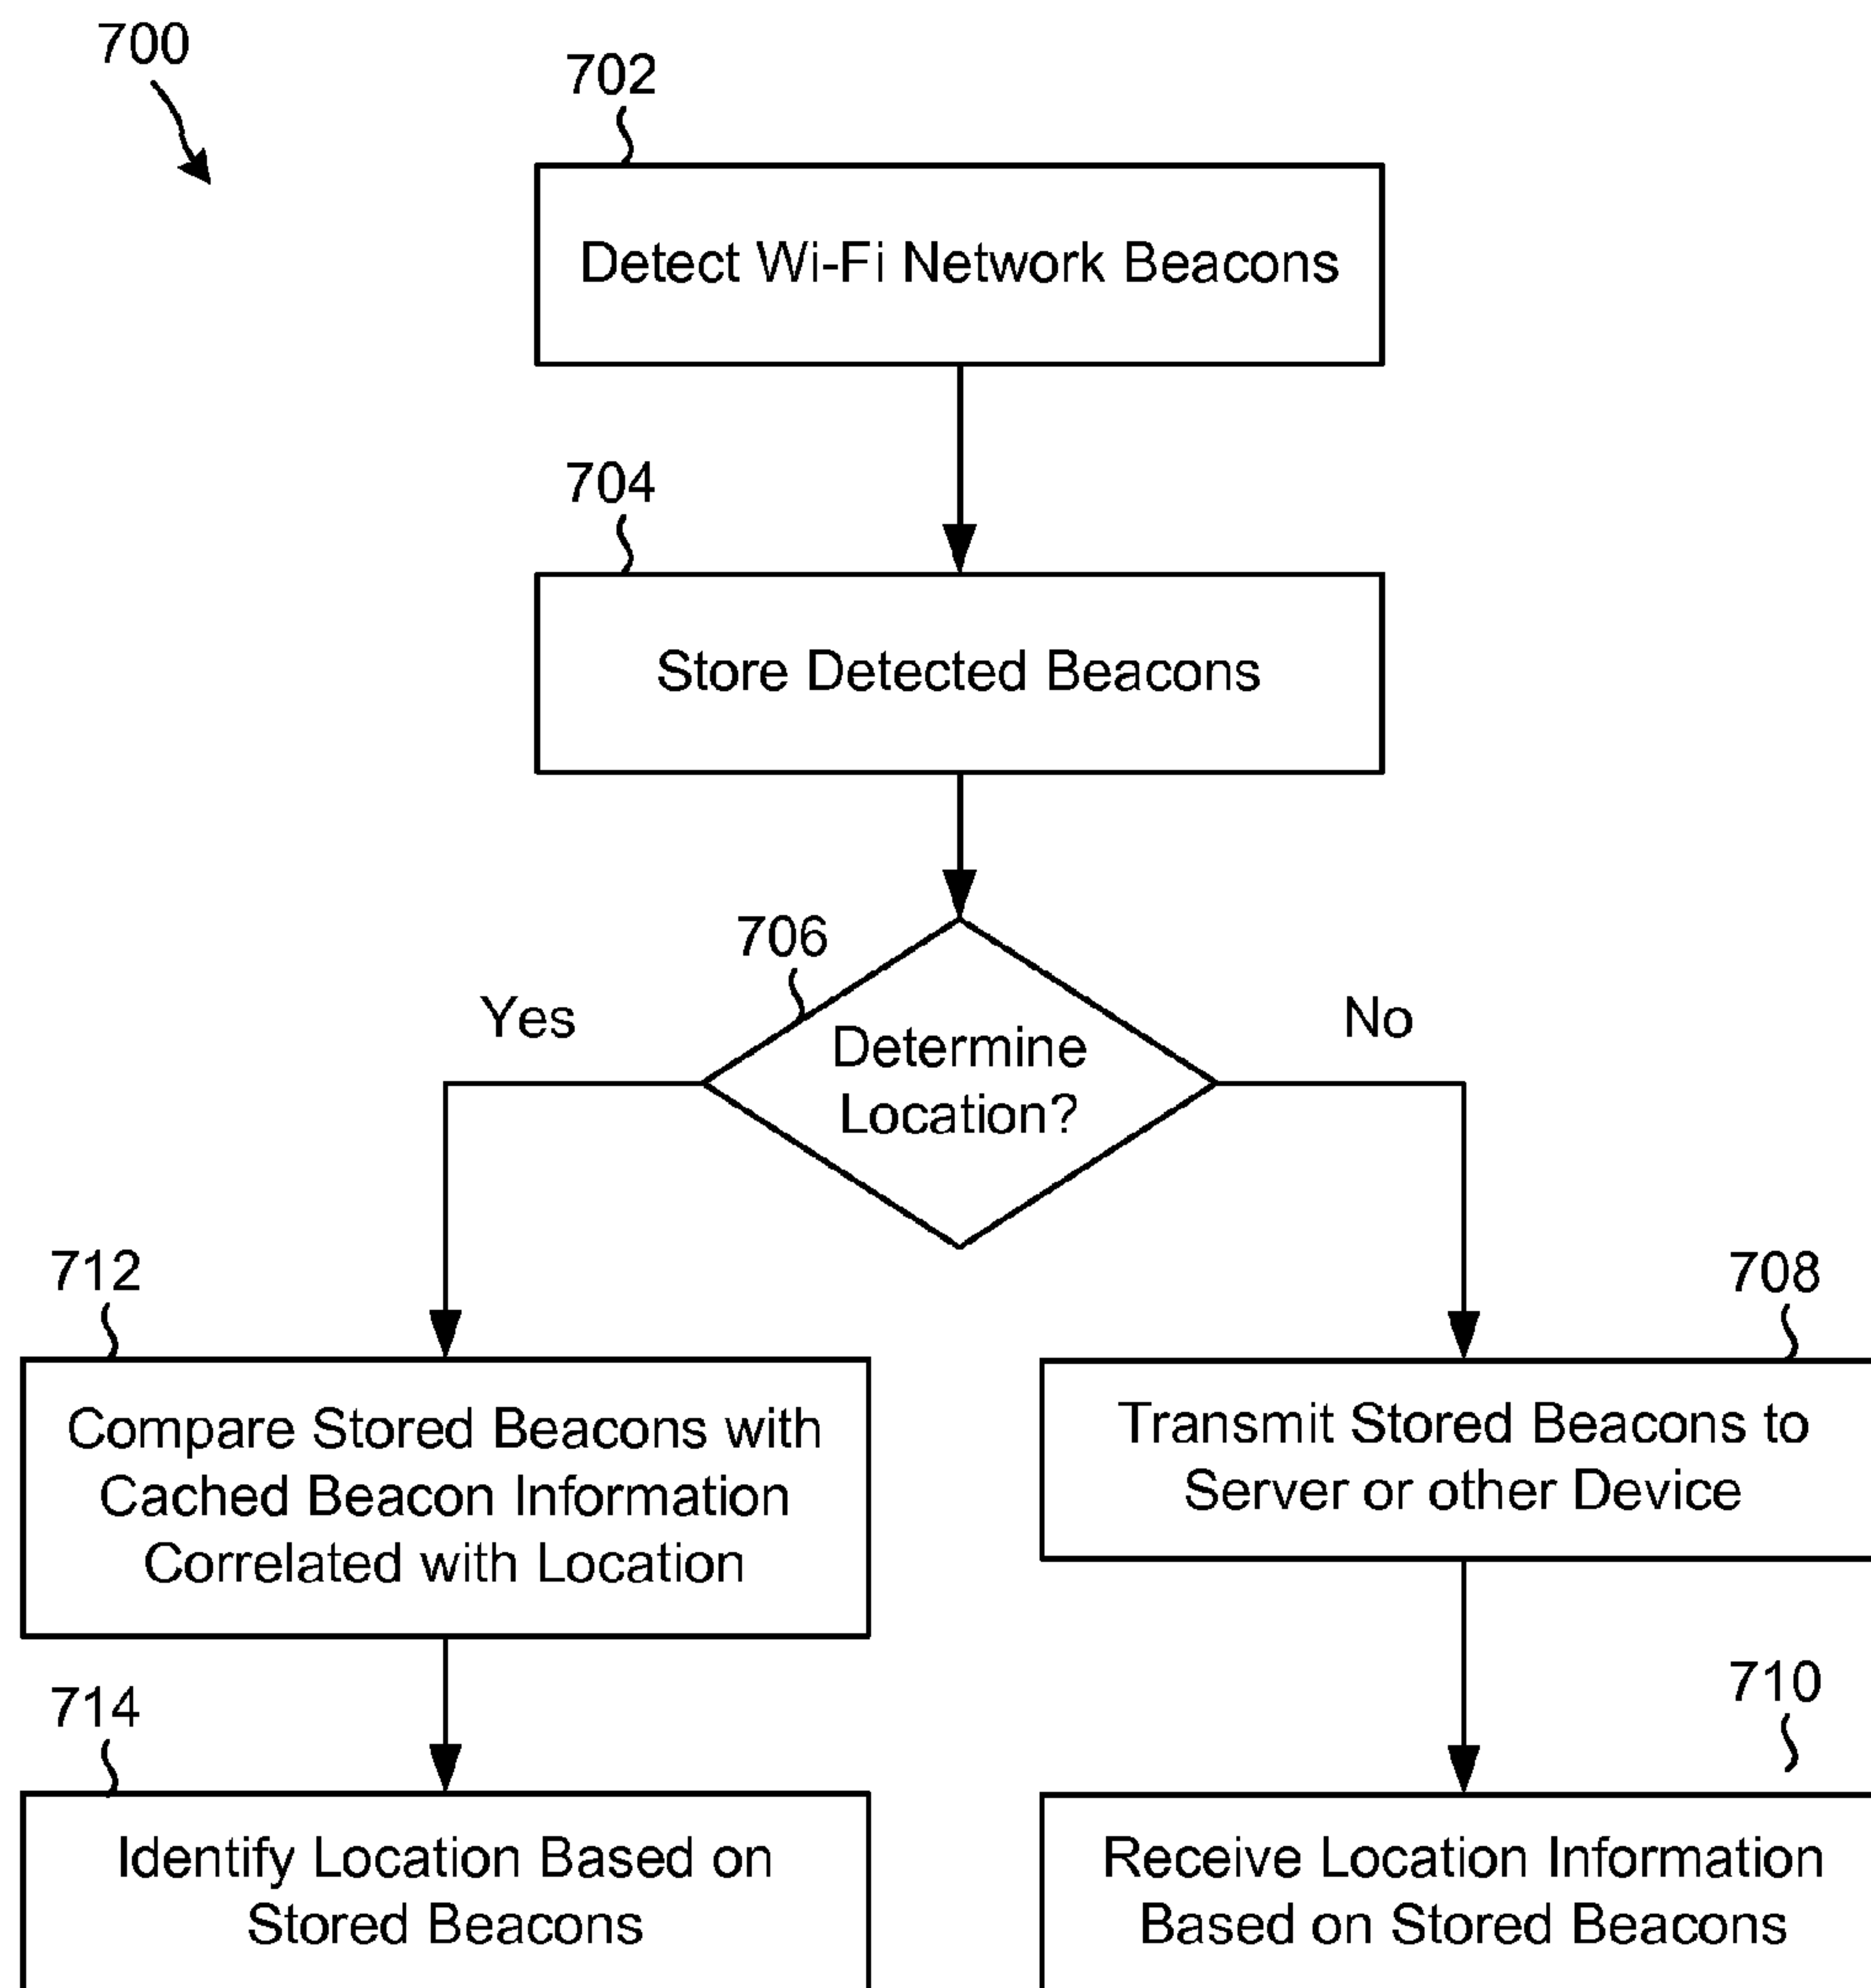 700
702
Detect Wi-Fi Network Beacons
704
Store Detected Beacons
706
Yes
Determine
Location?
No
712
Compare Stored Beacons with
Cached Beacon Information
Correlated with Location
708
Transmit Stored Beacons to
Server or other Device
714
Identify Location Based on
Stored Beacons
710
Receive Location Information
Based on Stored Beacons